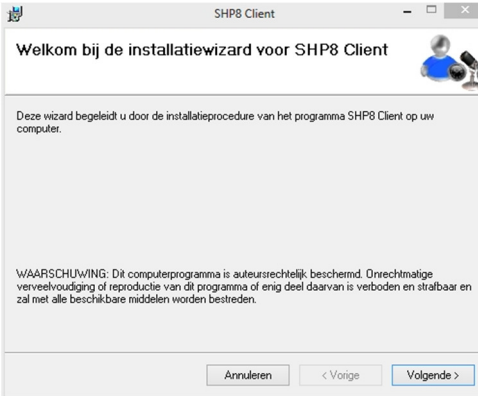 SHP8 Client
Welkom bij de installatiewizard voor SHP8 Client
Deze wizard begeleidt u door de installatieprocedure van het programma SHP8 Client op uw
computer.
WAARSCHUWING: Dit computerprogramma is auteursrechtelijk beschermd. Onrechtmatige
verveelvoudiging of reproductie van dit programma of enig deel daarvan is verboden en strafbaar en
zal met alle beschikbare middelen worden bestreden.
Annuleren
< Vorige
Volgende >